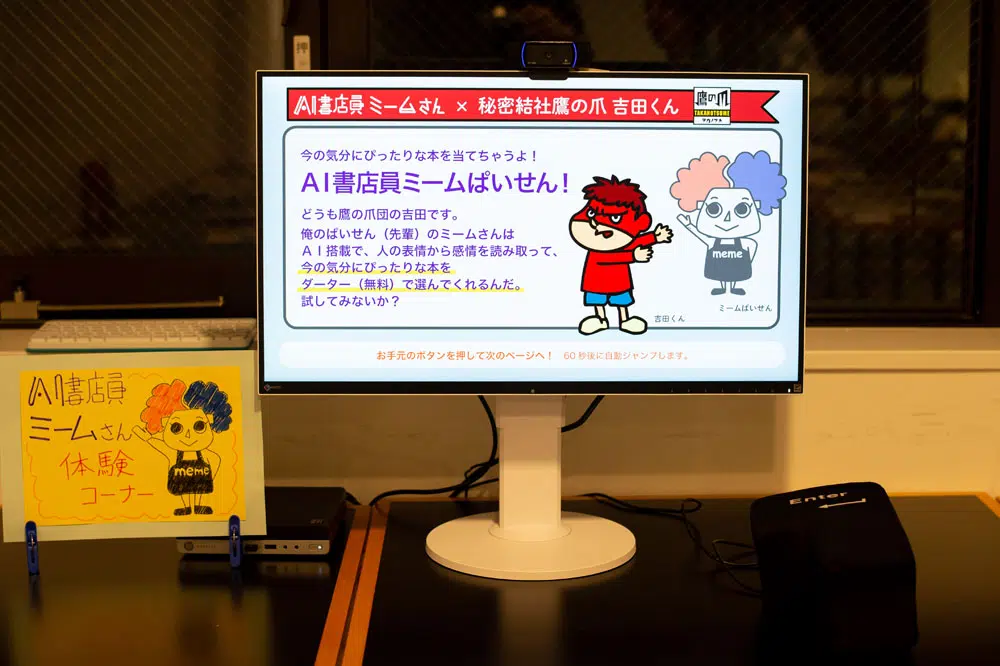 押
AI書店員ミームさん × 秘密結社鷹の爪 吉田くん
鷹の爪
TAKANOTSUME
今の気分にぴったりな本を当てちゃうよ！
AI書店員ミームぱいせん！
どうも鷹の爪団の吉田です。
俺のぱいせん（先輩）のミームさんは
AI搭載で、人の表情から感情を読み取って、
今の気分にぴったりな本を
ダーター（無料）で選んでくれるんだ。
試してみないか？
meme
吉田くん
ミームぱいせん
お手元のボタンを押して次のページへ！ 60秒後に自動ジャンプします。
AI書店員
ミームさん
体験
コーナー
meme
Enter